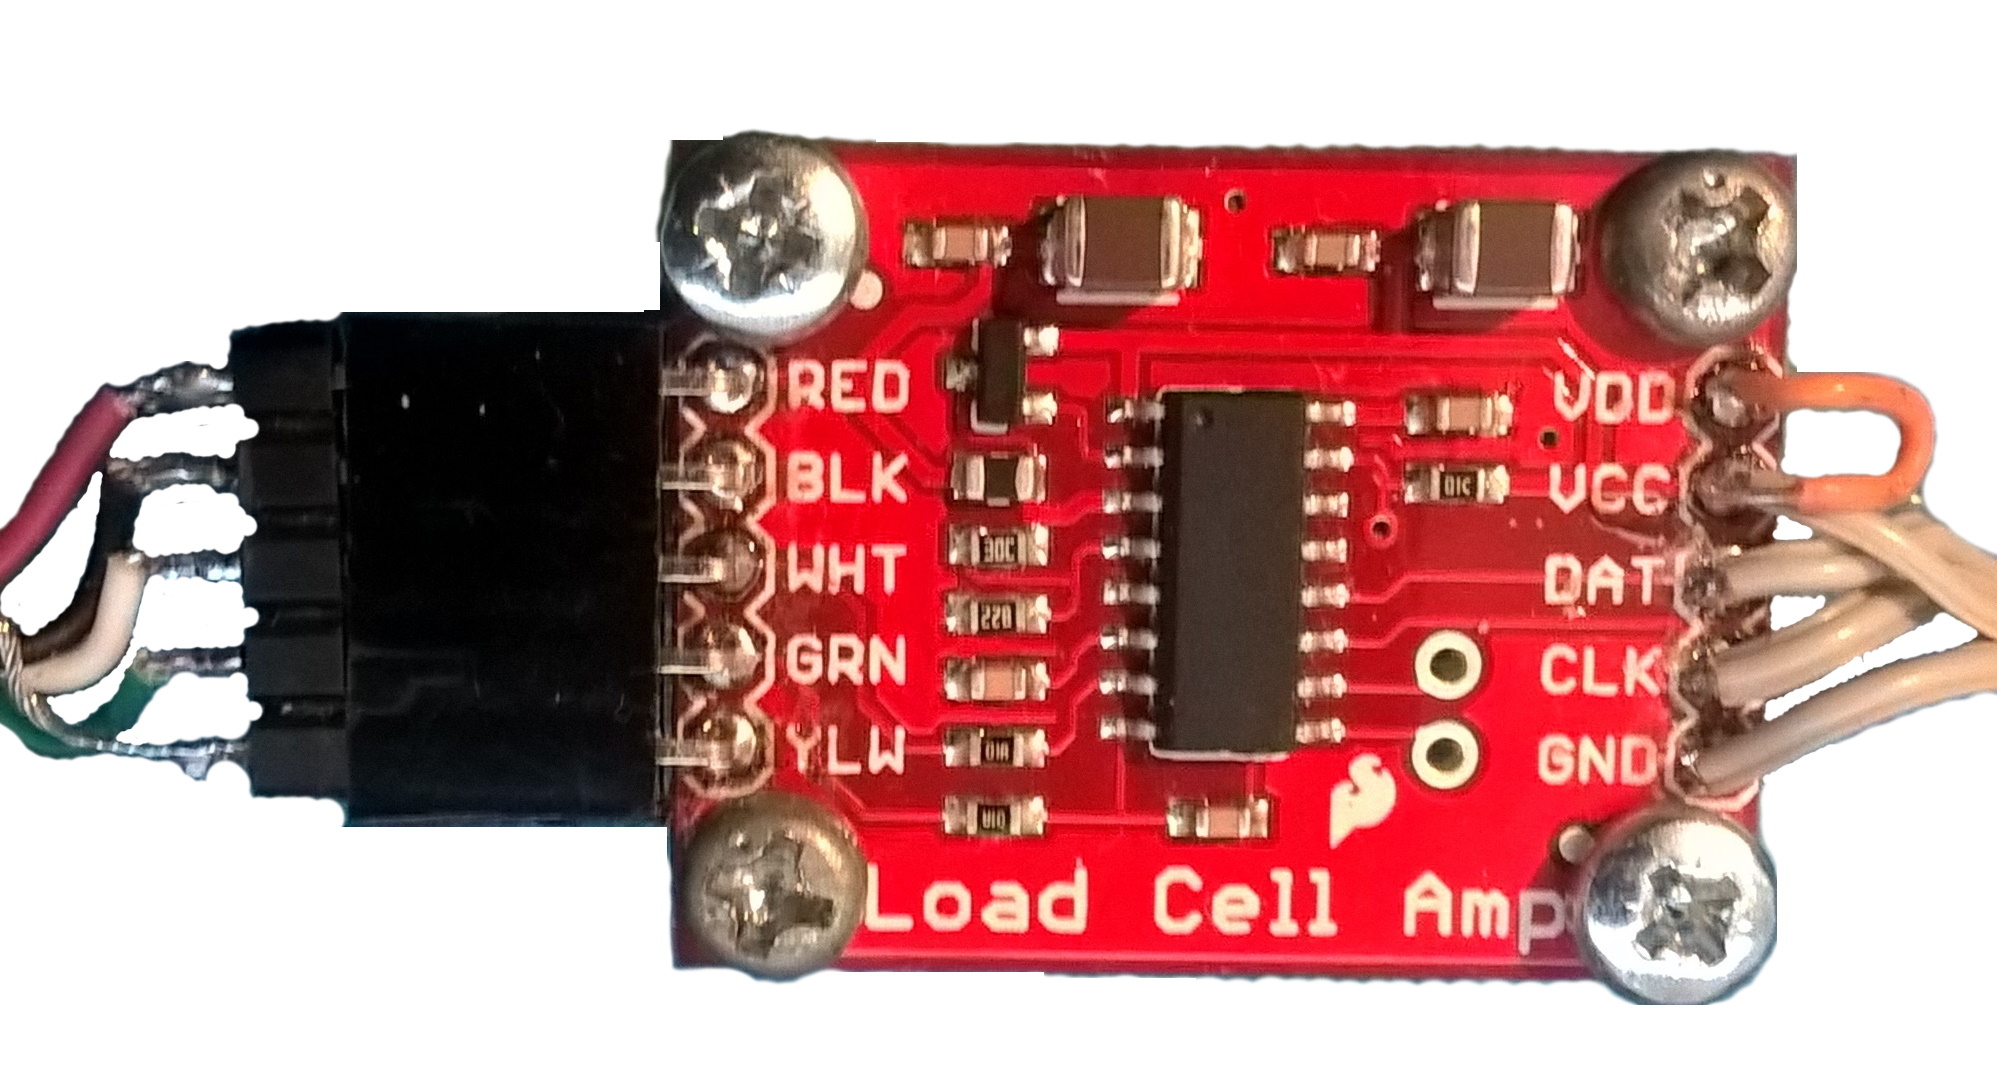 RED
BLK
WHT
GRN
YLW
VDD
VCC
DAT
CLK
GND
Load Cell Amp